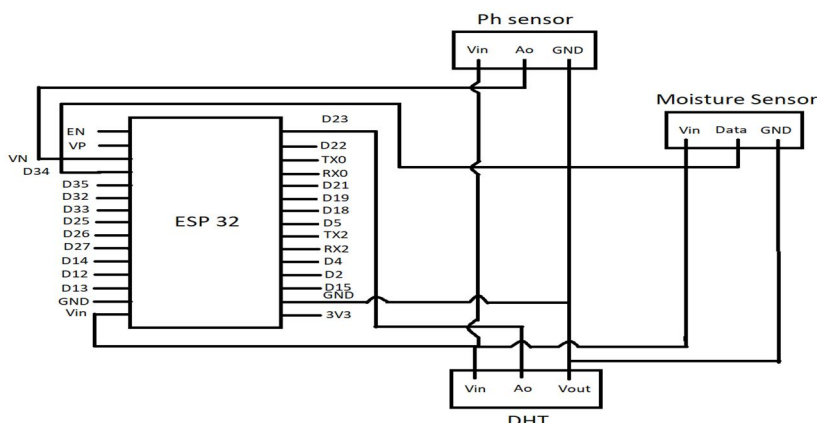 Ph sensor
Vin Ao GND
Moisture Sensor
Vin Data GND
D23
EN
VP
VN
D34
D35
D32
D33
D25
D26
D27
D14
D12
D13
GND
Vin
ESP 32
D22
TX0
RX0
D21
D19
D18
D5
TX2
RX2
D4
D2
D15
GND
3V3
Vin Ao Vout
DHT